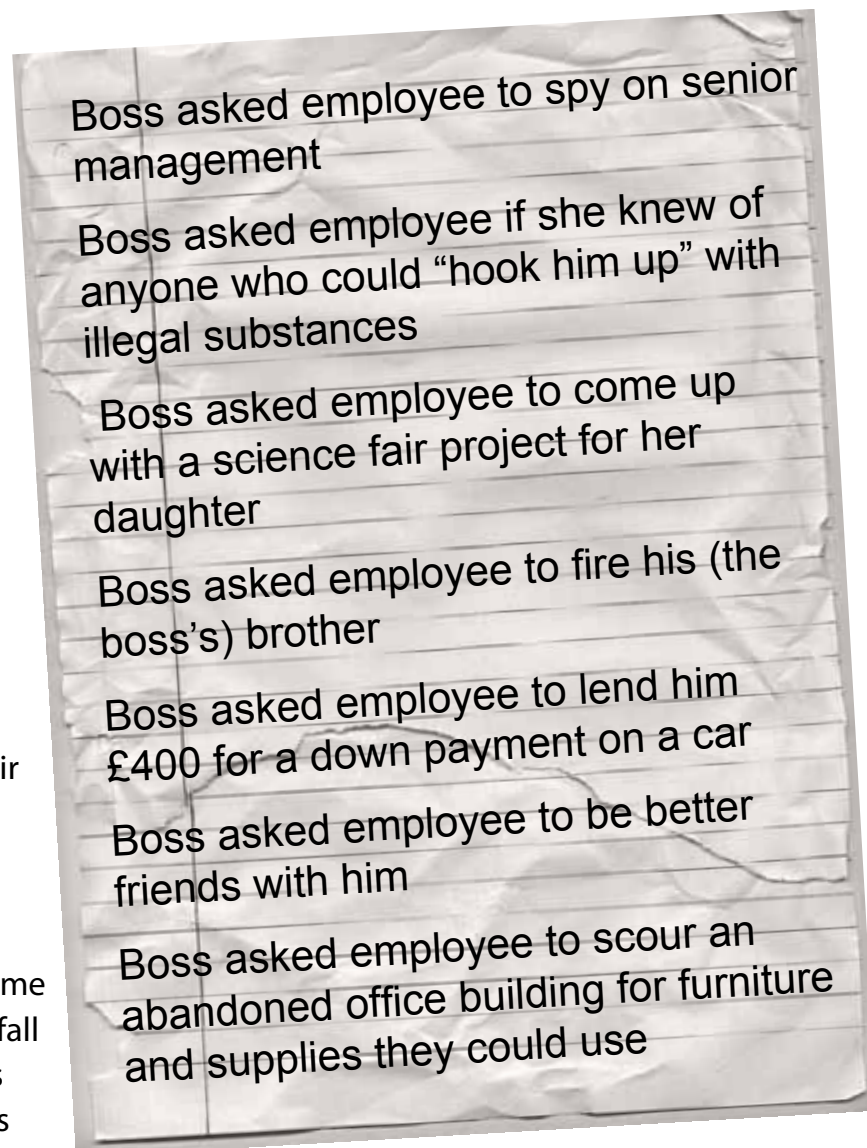 Boss asked employee to spy on senior
management
Boss asked employee if she knew of
anyone who could “hook him up” with
illegal substances
Boss asked employee to come up
with a science fair project for her
daughter
Boss asked employee to fire his (the
boss’s) brother
Boss asked employee to lend him
£400 for a down payment on a car
Boss asked employee to be better
friends with him
Boss asked employee to scour an
abandoned office building for furniture
and supplies they could use
ir
me
fall
s
s